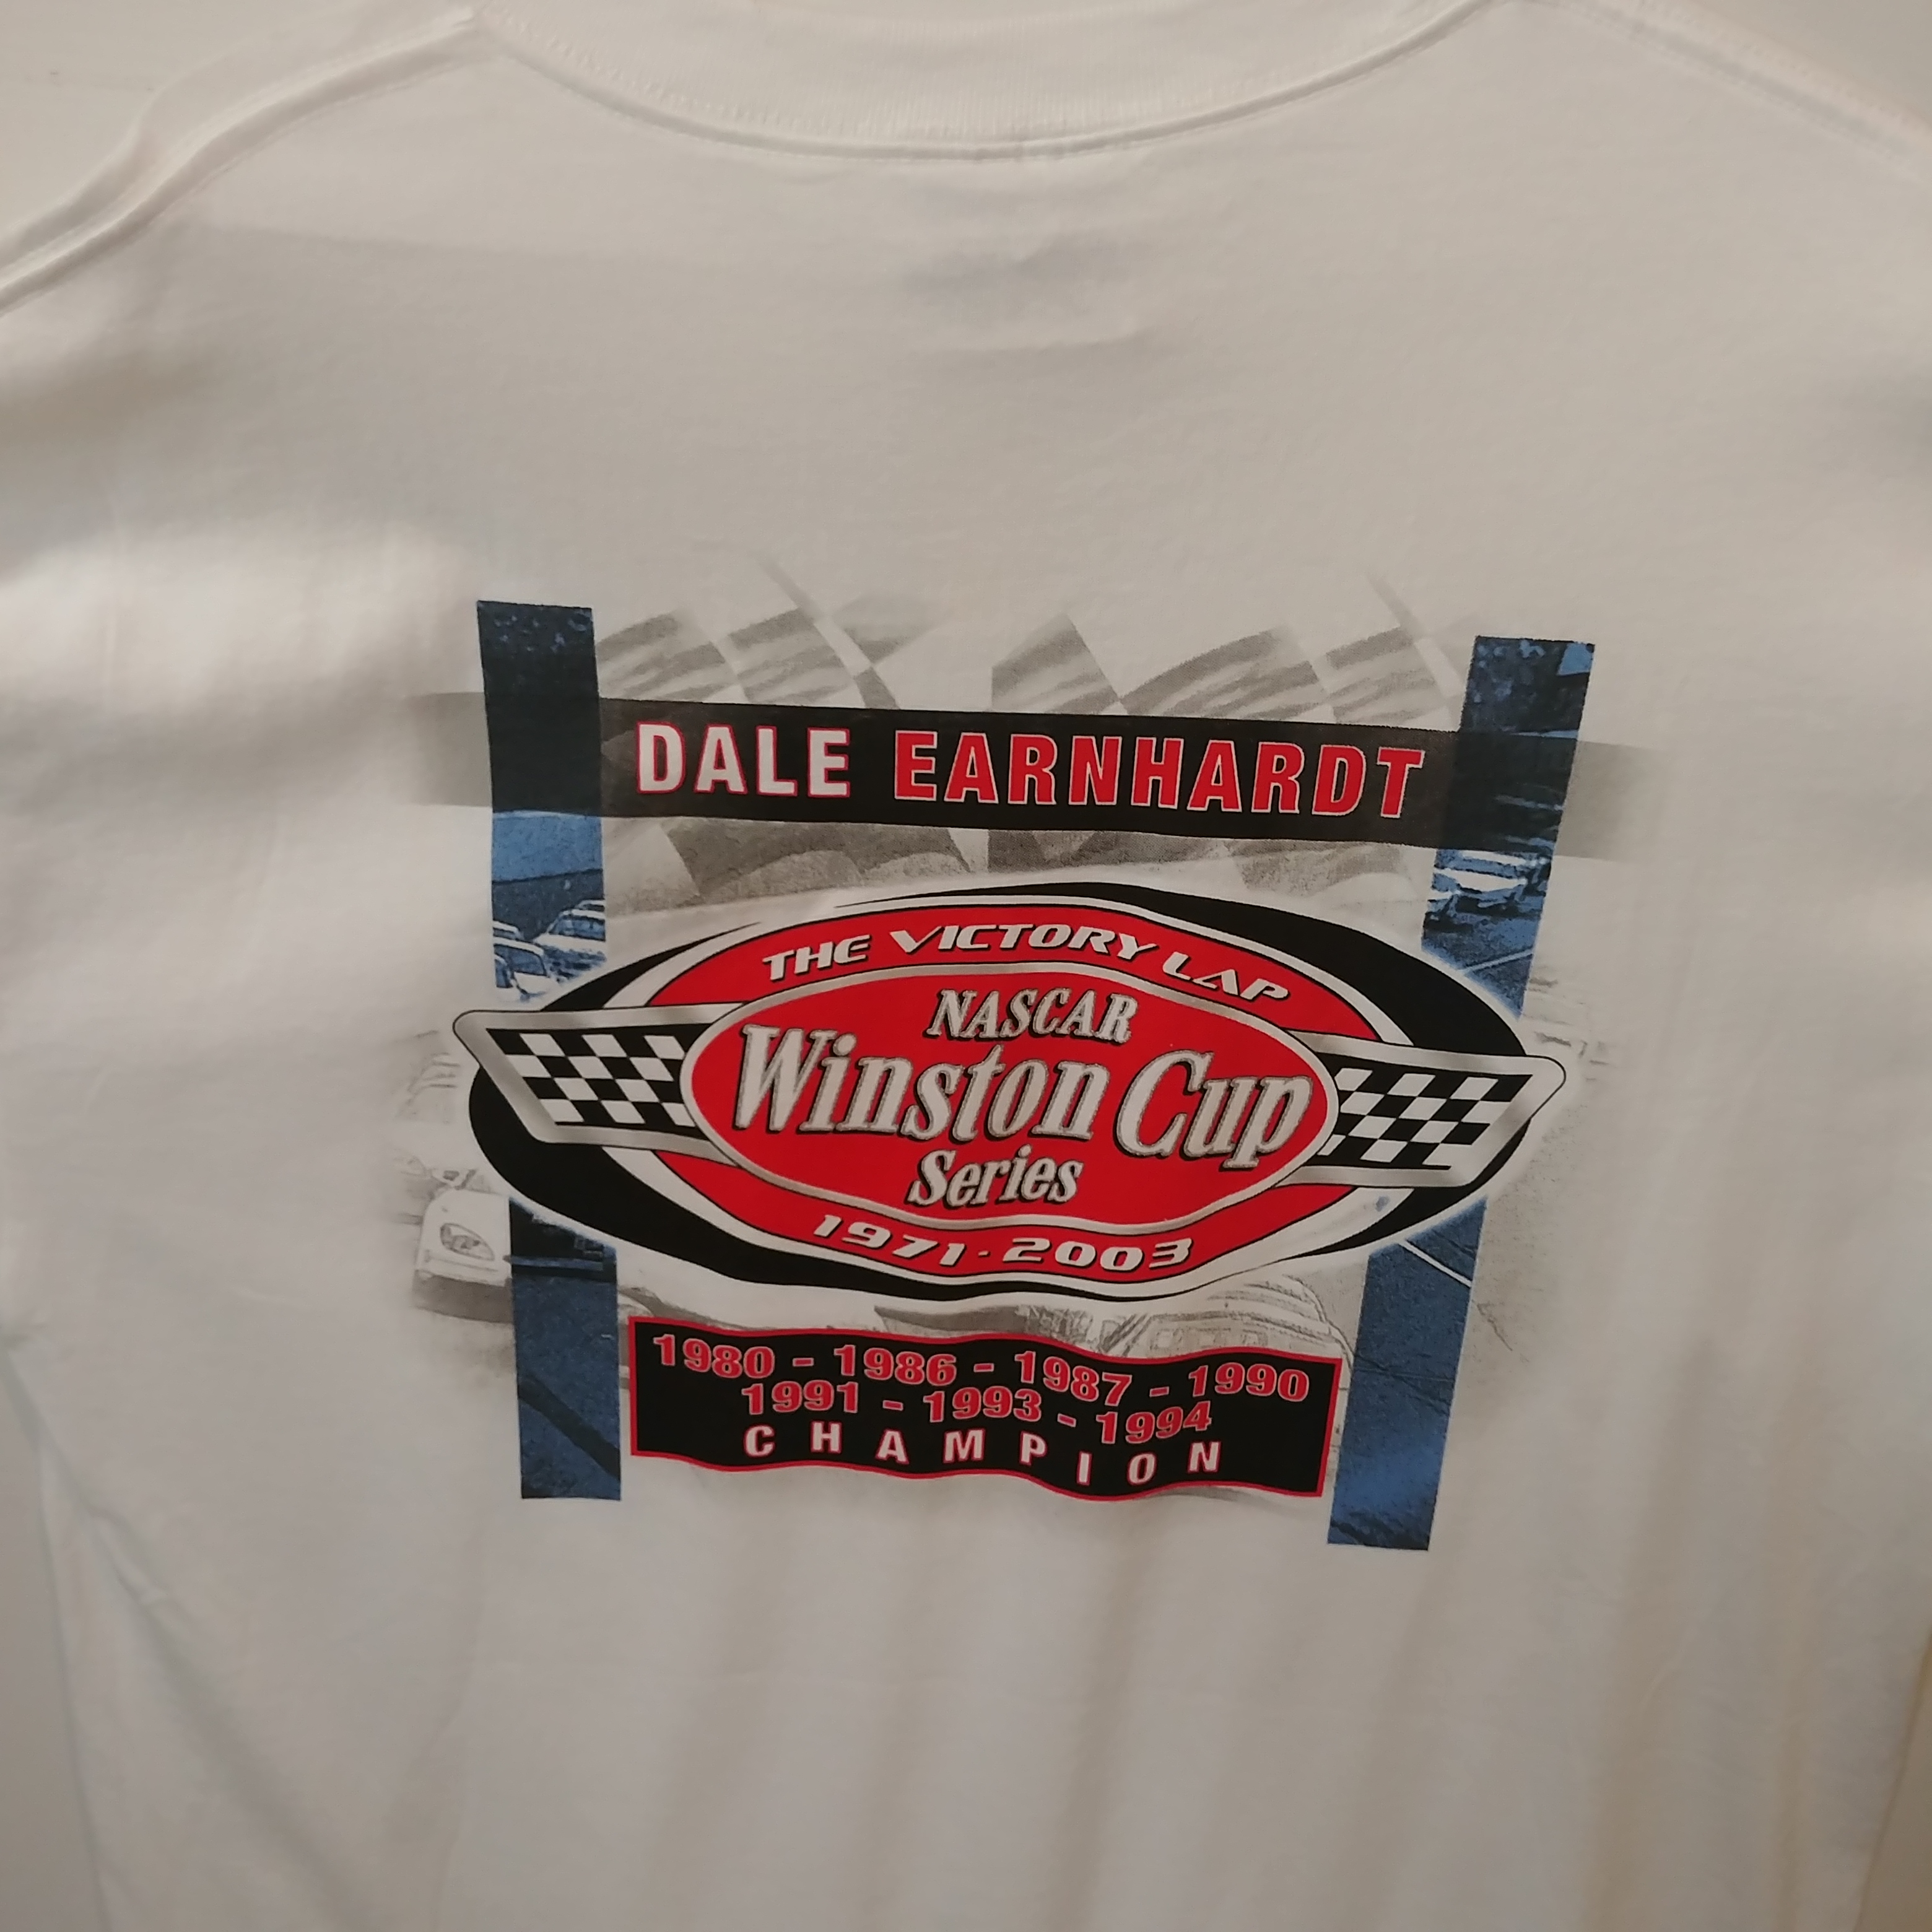 DALE EARNHARDT
THE VICTORY LAP
NASCAR
Winston Cup
Series
1971-2003
1980 - 1986 - 1987 - 1990
1991 - 1993 - 1994
CHAMPION